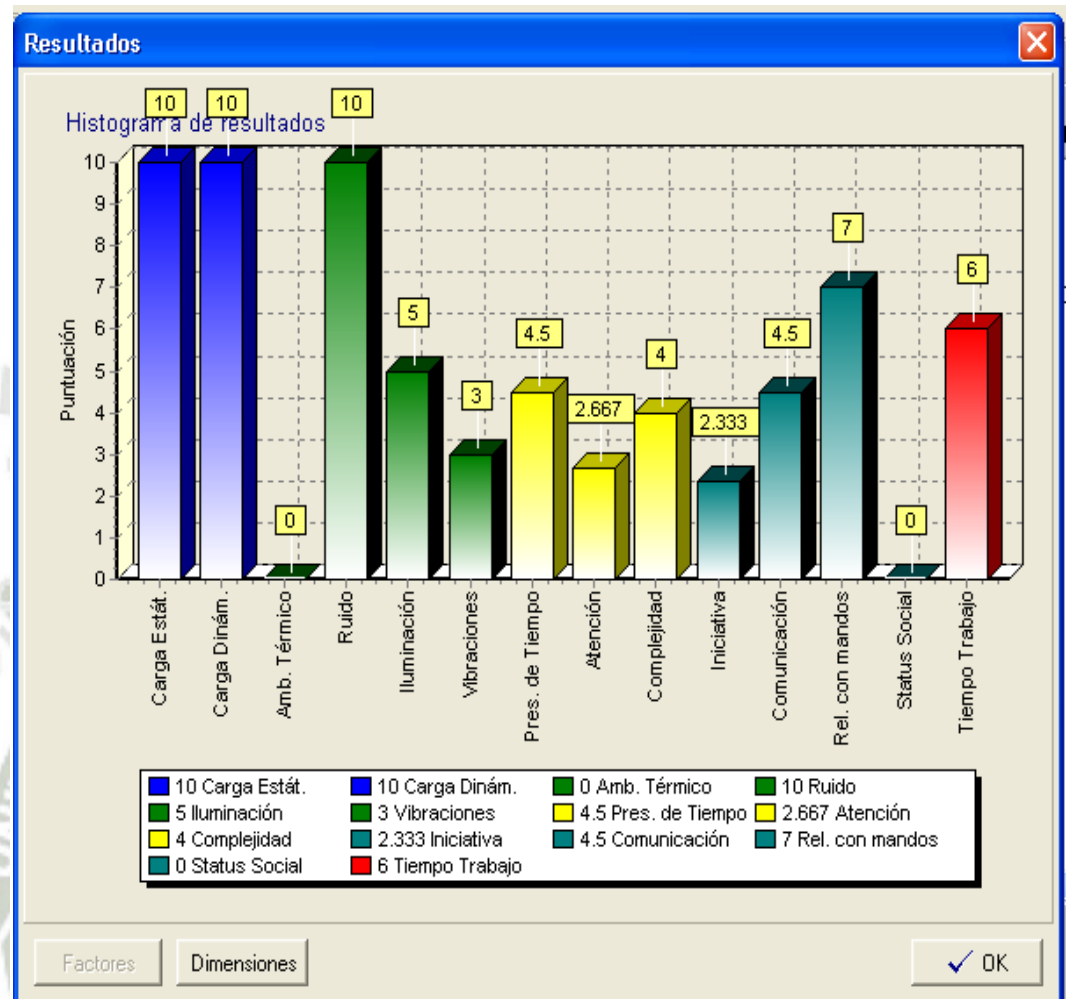 Resultados
Histograma de resultados
10 10 10
7
6
5
4.5 4.5
4
3
2.667 2.333
0 0
10
9
8
7
6
5
4
3
2
1
0
Puntuación
Carga Estát.
Carga Dinám.
Amb. Térmico
Ruido
Iluminación
Vibraciones
Pres. de Tiempo
Atención
Complejidad
Iniciativa
Comunicación
Rel. con mandos
Status Social
Tiempo Trabajo
10 Carga Estát. 10 Carga Dinám. 0 Amb. Térmico 10 Ruido
5 Iluminación 3 Vibraciones 4.5 Pres. de Tiempo 2.667 Atención
4 Complejidad 2.333 Iniciativa 4.5 Comunicación 7 Rel. con mandos
0 Status Social 6 Tiempo Trabajo
Factores Dimensiones OK